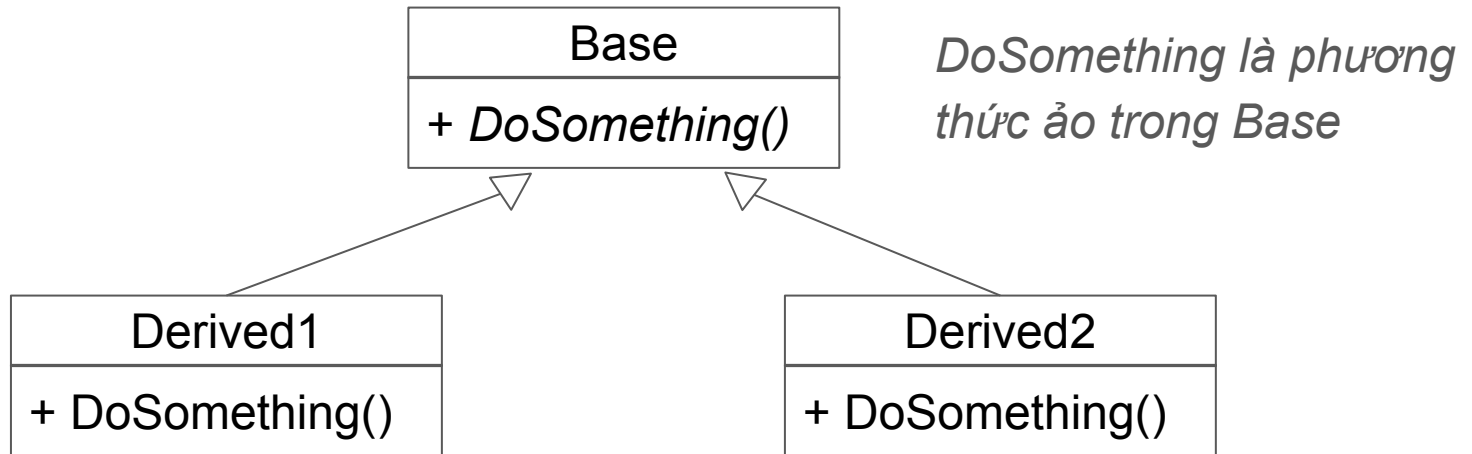 Base
+ DoSomething()
DoSomething là phương
thức ảo trong Base
Derived1
+ DoSomething()
Derived2
+ DoSomething()